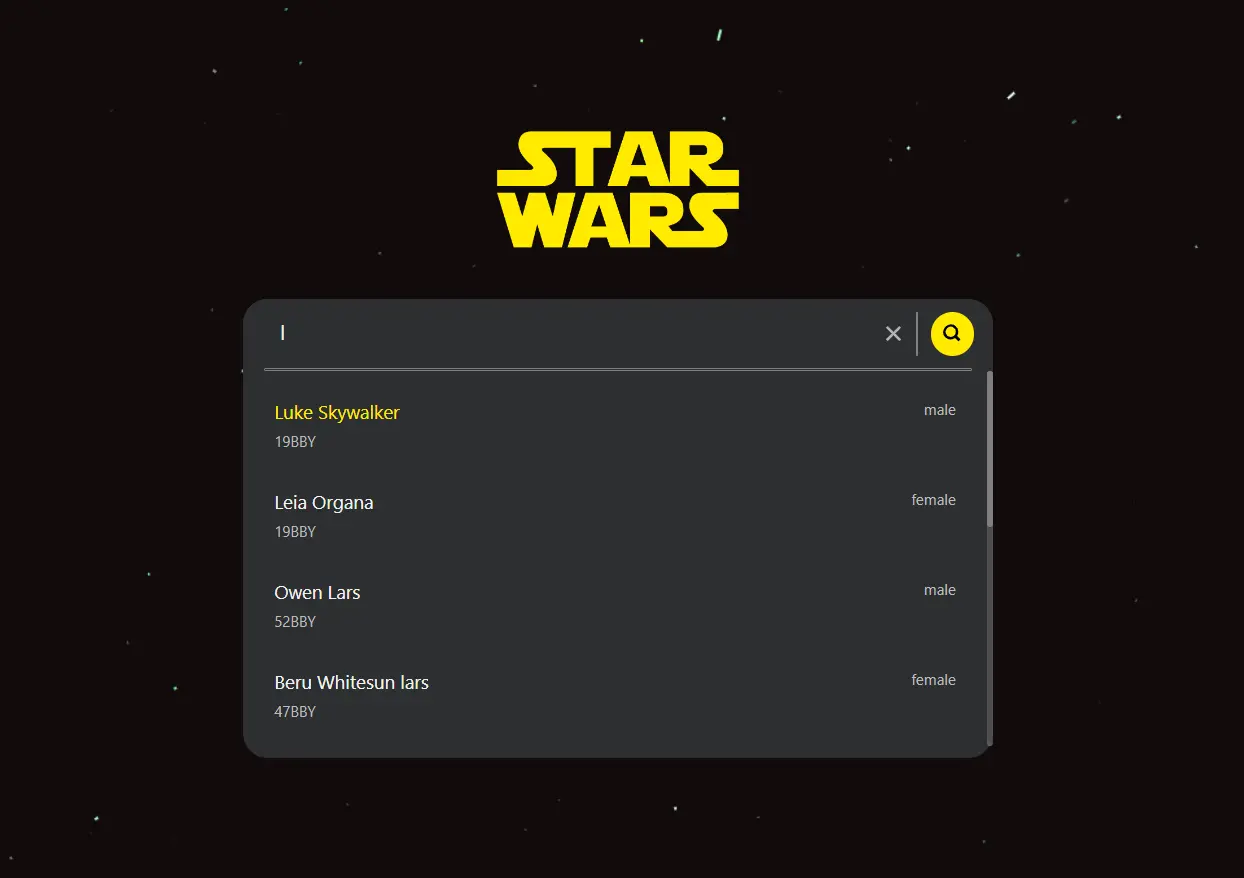 STAR
WARS
l
Luke Skywalker
male
19BBY
Leia Organa
female
19BBY
Owen Lars
male
52BBY
Beru Whitesun lars
female
47BBY